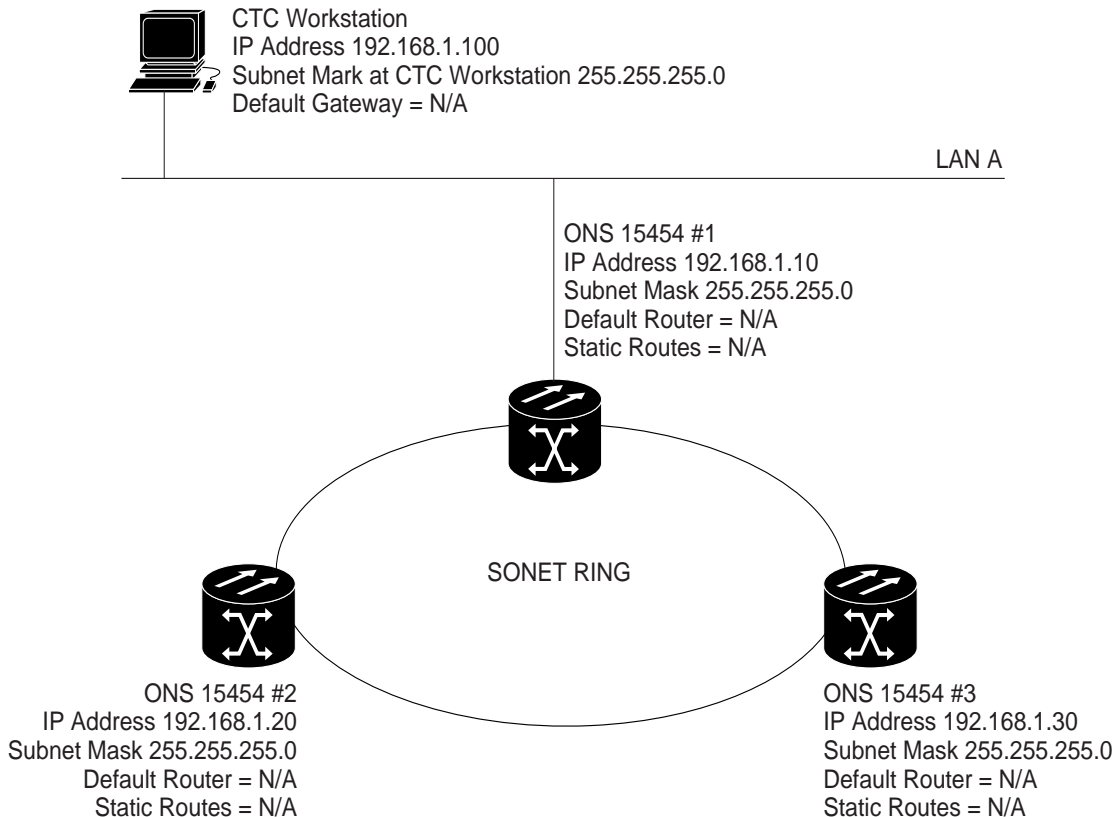 CTC Workstation
IP Address 192.168.1.100
Subnet Mark at CTC Workstation 255.255.255.0
Default Gateway = N/A
LAN A
ONS 15454 #1
IP Address 192.168.1.10
Subnet Mask 255.255.255.0
Default Router = N/A
Static Routes = N/A
SONET RING
ONS 15454 #2
IP Address 192.168.1.20
Subnet Mask 255.255.255.0
Default Router = N/A
Static Routes = N/A
ONS 15454 #3
IP Address 192.168.1.30
Subnet Mask 255.255.255.0
Default Router = N/A
Static Routes = N/A